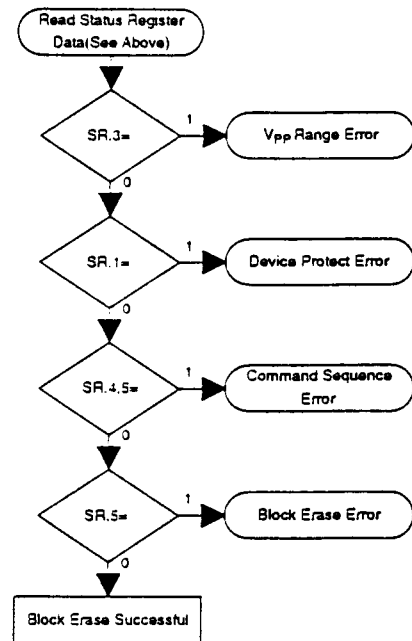 Read Status Register
Data(See Above)
SR.3=
1
VPP Range Error
0
SR.1=
1
Device Protect Error
0
SR.4,5=
1
Command Sequence
Error
0
SR.5=
1
Block Erase Error
0
Block Erase Successful